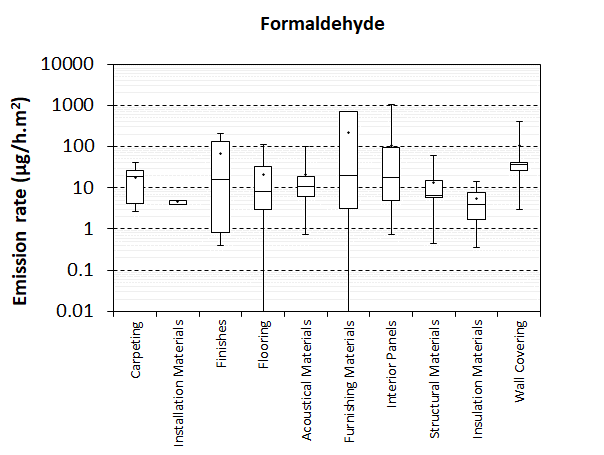 Formaldehyde
Emission rate (µg/h.m²)
10000
1000
100
10
1
0.1
0.01
Carpeting
Installation Materials
Finishes
Flooring
Acoustical Materials
Furnishing Materials
Interior Panels
Structural Materials
Insulation Materials
Wall Covering